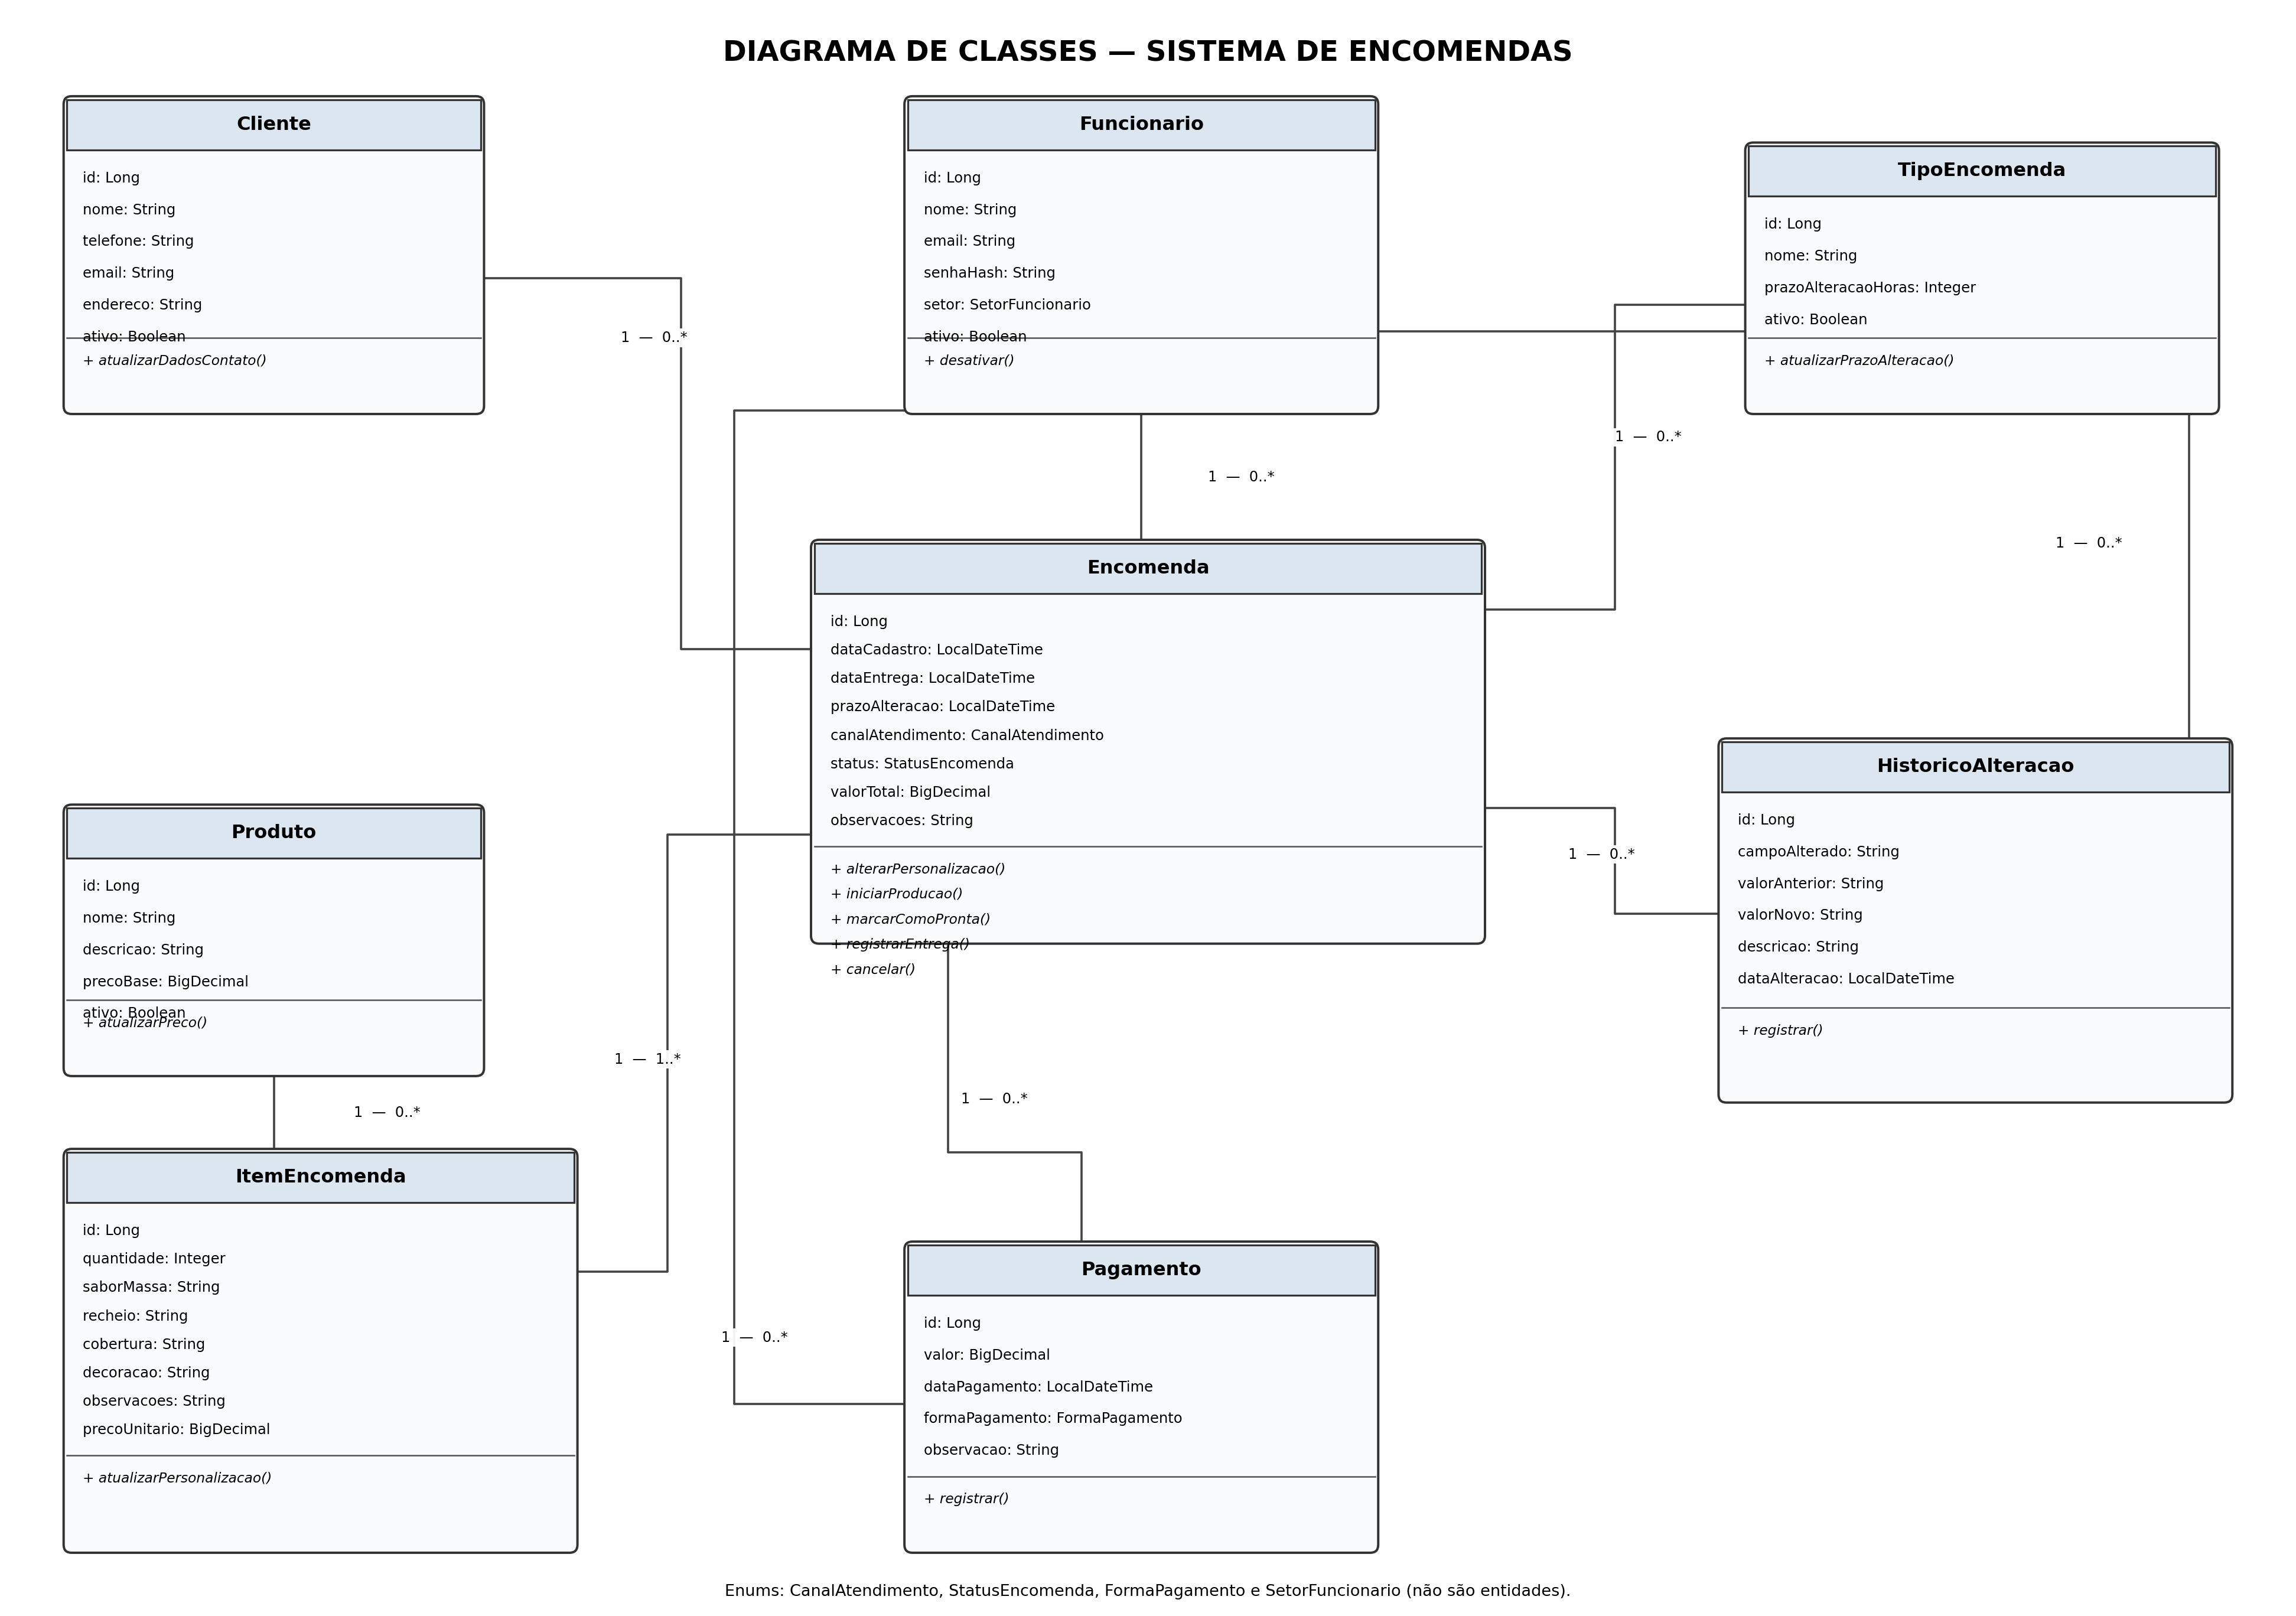 DIAGRAMA DE CLASSES — SISTEMA DE ENCOMENDAS
Cliente
id: Long
nome: String
telefone: String
email: String
endereco: String
ativo: Boolean
+ atualizarDadosContato()
Funcionario
id: Long
nome: String
email: String
senhaHash: String
setor: SetorFuncionario
ativo: Boolean
+ desativar()
TipoEncomenda
id: Long
nome: String
prazoAlteracaoHoras: Integer
ativo: Boolean
+ atualizarPrazoAlteracao()
1 — 0..*
1 — 0..*
1 — 0..*
1 — 0..*
Encomenda
id: Long
dataCadastro: LocalDateTime
dataEntrega: LocalDateTime
prazoAlteracao: LocalDateTime
canalAtendimento: CanalAtendimento
status: StatusEncomenda
valorTotal: BigDecimal
observacoes: String
+ alterarPersonalizacao()
+ iniciarProducao()
+ marcarComoPronta()
+ registrarEntrega()
+ cancelar()
1 — 0..*
HistoricoAlteracao
id: Long
campoAlterado: String
valorAnterior: String
valorNovo: String
descricao: String
dataAlteracao: LocalDateTime
+ registrar()
Produto
id: Long
nome: String
descricao: String
precoBase: BigDecimal
ativo: Boolean
+ atualizarPreco()
1 — 1..*
1 — 0..*
1 — 0..*
ItemEncomenda
id: Long
quantidade: Integer
saborMassa: String
recheio: String
cobertura: String
decoracao: String
observacoes: String
precoUnitario: BigDecimal
+ atualizarPersonalizacao()
1 — 0..*
Pagamento
id: Long
valor: BigDecimal
dataPagamento: LocalDateTime
formaPagamento: FormaPagamento
observacao: String
+ registrar()
Enums: CanalAtendimento, StatusEncomenda, FormaPagamento e SetorFuncionario (não são entidades).